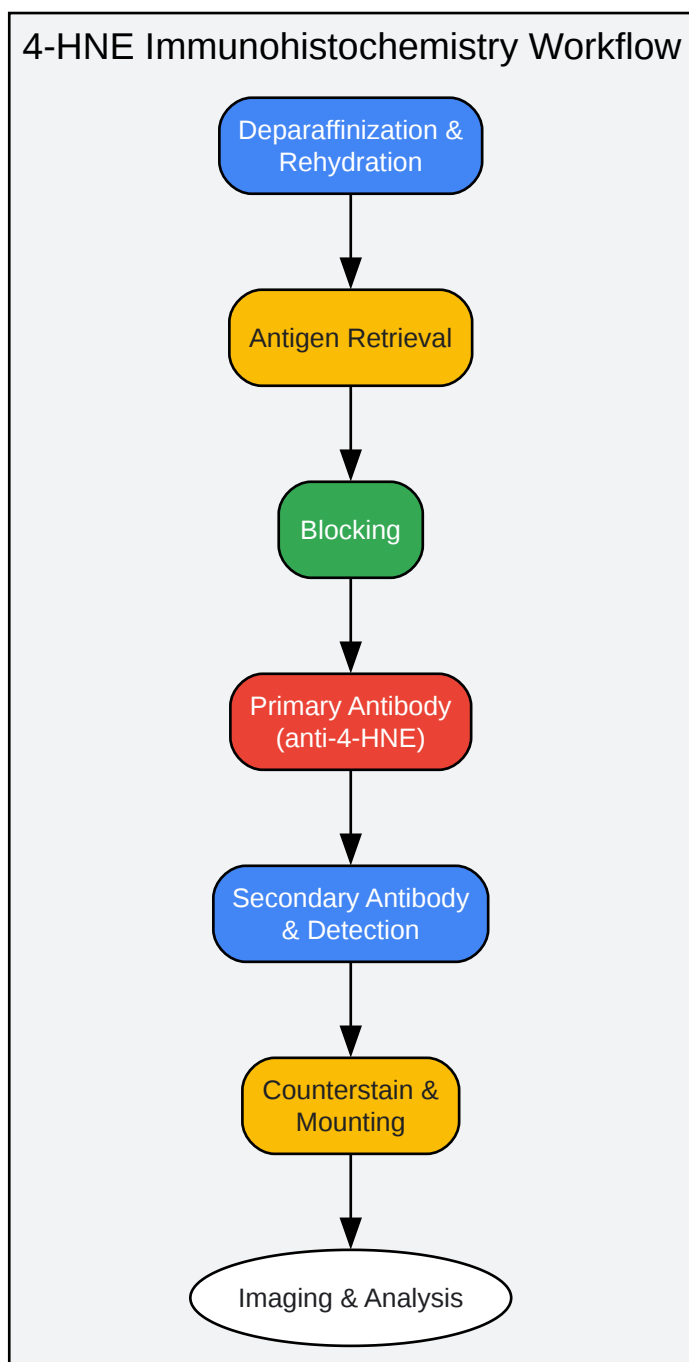 4-HNE Immunohistochemistry Workflow
Deparaffinization &
Rehydration
Antigen Retrieval
Blocking
Primary Antibody
(anti-4-HNE)
Secondary Antibody
& Detection
Counterstain &
Mounting
Imaging & Analysis